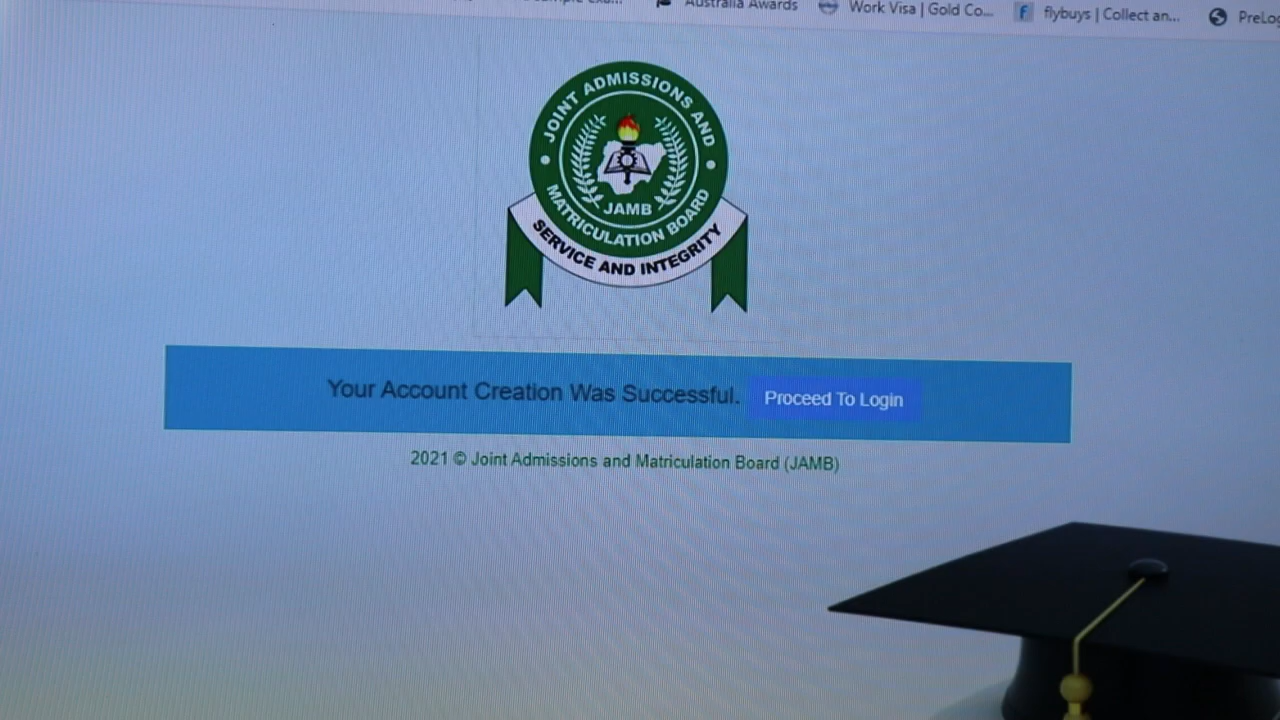 Australia Awards
Work Visa | Gold Co...
flybuys | Collect an...
JOINT ADMISSIONS AND
MATRICULATION BOARD
JAMB
SERVICE AND INTEGRITY
Your Account Creation Was Successful. Proceed To Login
2021 © Joint Admissions and Matriculation Board (JAMB)